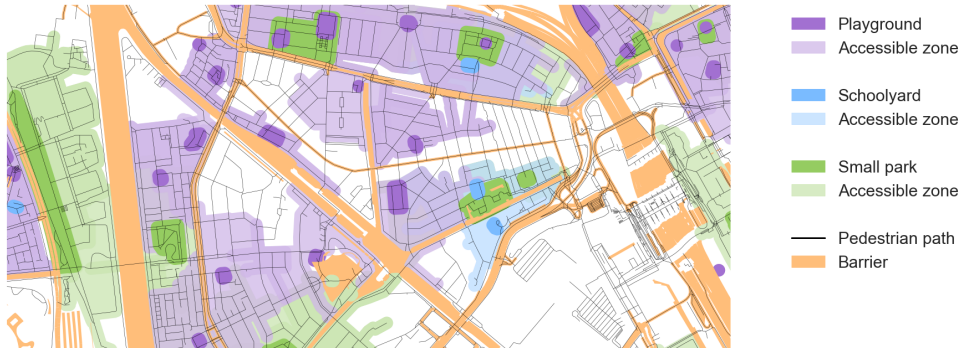 Playground
Accessible zone
Schoolyard
Accessible zone
Small park
Accessible zone
Pedestrian path
Barrier